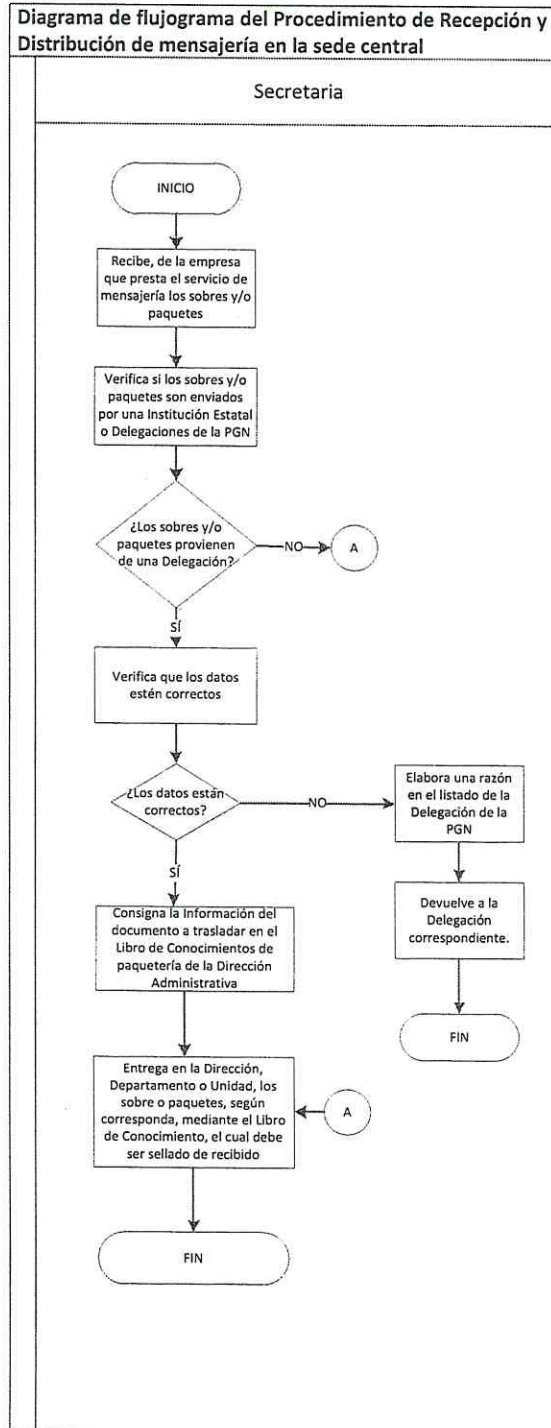 Diagrama de flujograma del Procedimiento de Recepción y
Distribución de mensajería en la sede central
Secretaria
INICIO
Recibe, de la empresa
que presta el servicio de
mensajería los sobres y/o
paquetes
Verifica si los sobres y/o
paquetes son enviados
por una Institución Estatal
o Delegaciones de la PGN
¿Los sobres y/o
paquetes provienen
de una Delegación?
NO
A
SÍ
Verifica que los datos
estén correctos
¿Los datos están
correctos?
NO
Elabora una razón
en el listado de la
Delegación de la
PGN
SÍ
Devuelve a la
Delegación
correspondiente.
FIN
Consigna la Información del
documento a trasladar en el
Libro de Conocimientos de
paquetería de la Dirección
Administrativa
Entrega en la Dirección,
Departamento o Unidad, los
sobre o paquetes, según
corresponda, mediante el Libro
de Conocimiento, el cual debe
ser sellado de recibido
A
FIN